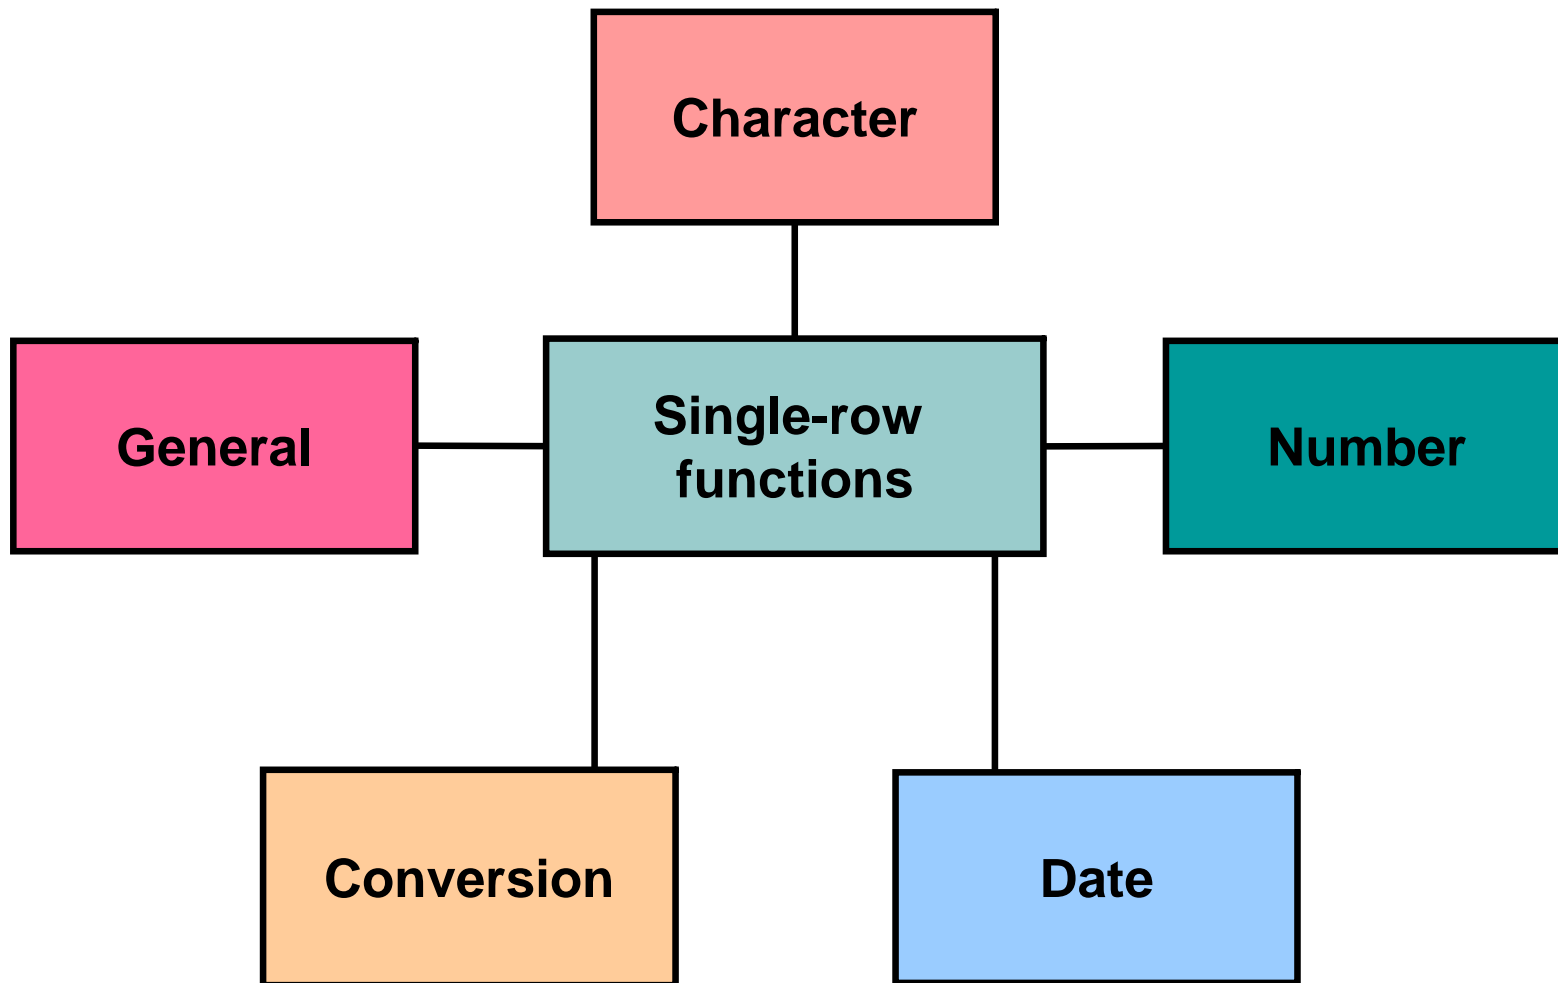 Character
General
Single-row
functions
Number
Conversion
Date